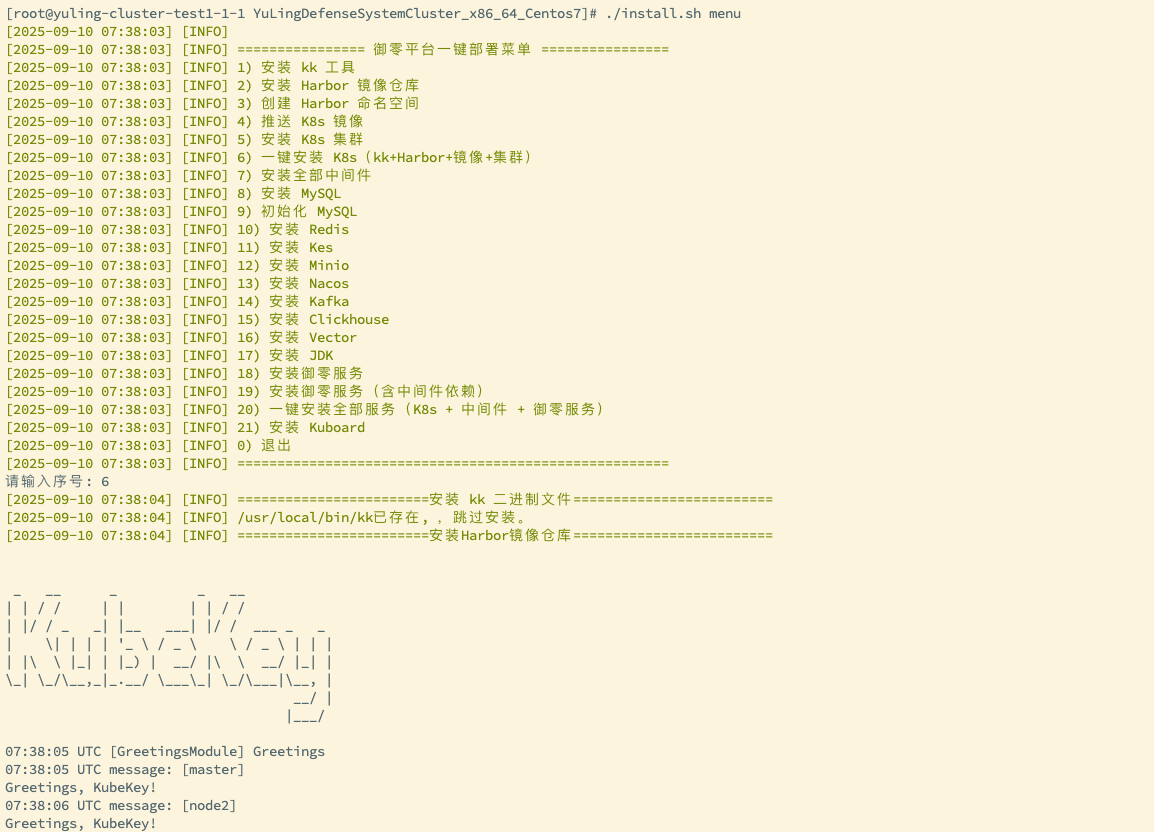 [root@yuling-cluster-test1-1-1 YuLingDefenseSystemCluster_x86_64_Centos7]# ./install.sh menu
[2025-09-10 07:38:03] [INFO]
[2025-09-10 07:38:03] [INFO] ================ 御零平台一键部署菜单 ================
[2025-09-10 07:38:03] [INFO] 1) 安装 kk 工具
[2025-09-10 07:38:03] [INFO] 2) 安装 Harbor 镜像仓库
[2025-09-10 07:38:03] [INFO] 3) 创建 Harbor 命名空间
[2025-09-10 07:38:03] [INFO] 4) 推送 K8s 镜像
[2025-09-10 07:38:03] [INFO] 5) 安装 K8s 集群
[2025-09-10 07:38:03] [INFO] 6) 一键安装 K8s（kk+Harbor+镜像+集群）
[2025-09-10 07:38:03] [INFO] 7) 安装全部中间件
[2025-09-10 07:38:03] [INFO] 8) 安装 MySQL
[2025-09-10 07:38:03] [INFO] 9) 初始化 MySQL
[2025-09-10 07:38:03] [INFO] 10) 安装 Redis
[2025-09-10 07:38:03] [INFO] 11) 安装 Kes
[2025-09-10 07:38:03] [INFO] 12) 安装 Minio
[2025-09-10 07:38:03] [INFO] 13) 安装 Nacos
[2025-09-10 07:38:03] [INFO] 14) 安装 Kafka
[2025-09-10 07:38:03] [INFO] 15) 安装 Clickhouse
[2025-09-10 07:38:03] [INFO] 16) 安装 Vector
[2025-09-10 07:38:03] [INFO] 17) 安装 JDK
[2025-09-10 07:38:03] [INFO] 18) 安装御零服务
[2025-09-10 07:38:03] [INFO] 19) 安装御零服务（含中间件依赖）
[2025-09-10 07:38:03] [INFO] 20) 一键安装全部服务（K8s + 中间件 + 御零服务）
[2025-09-10 07:38:03] [INFO] 21) 安装 Kuboard
[2025-09-10 07:38:03] [INFO] 0) 退出
[2025-09-10 07:38:03] [INFO] ======================================================
请输入序号: 6
[2025-09-10 07:38:04] [INFO] ========================安装 kk 二进制文件=========================
[2025-09-10 07:38:04] [INFO] /usr/local/bin/kk已存在,，跳过安装。
[2025-09-10 07:38:04] [INFO] ========================安装Harbor镜像仓库=========================
 _   __      _          _   __
| | / /     | |        | | / /
| |/ / _   _| |__   ___| |/ /  ___ _   _
|    \| | | | '_ \ / _ \    \ / _ \ | | |
| |\  \ |_| | |_) |  __/ |\  \  __/ |_| |
\_| \_/\__,_|_.__/ \___\_| \_/\___|\__, |
                                    __/ |
                                   |___/
07:38:05 UTC [GreetingsModule] Greetings
07:38:05 UTC message: [master]
Greetings, KubeKey!
07:38:06 UTC message: [node2]
Greetings, KubeKey!